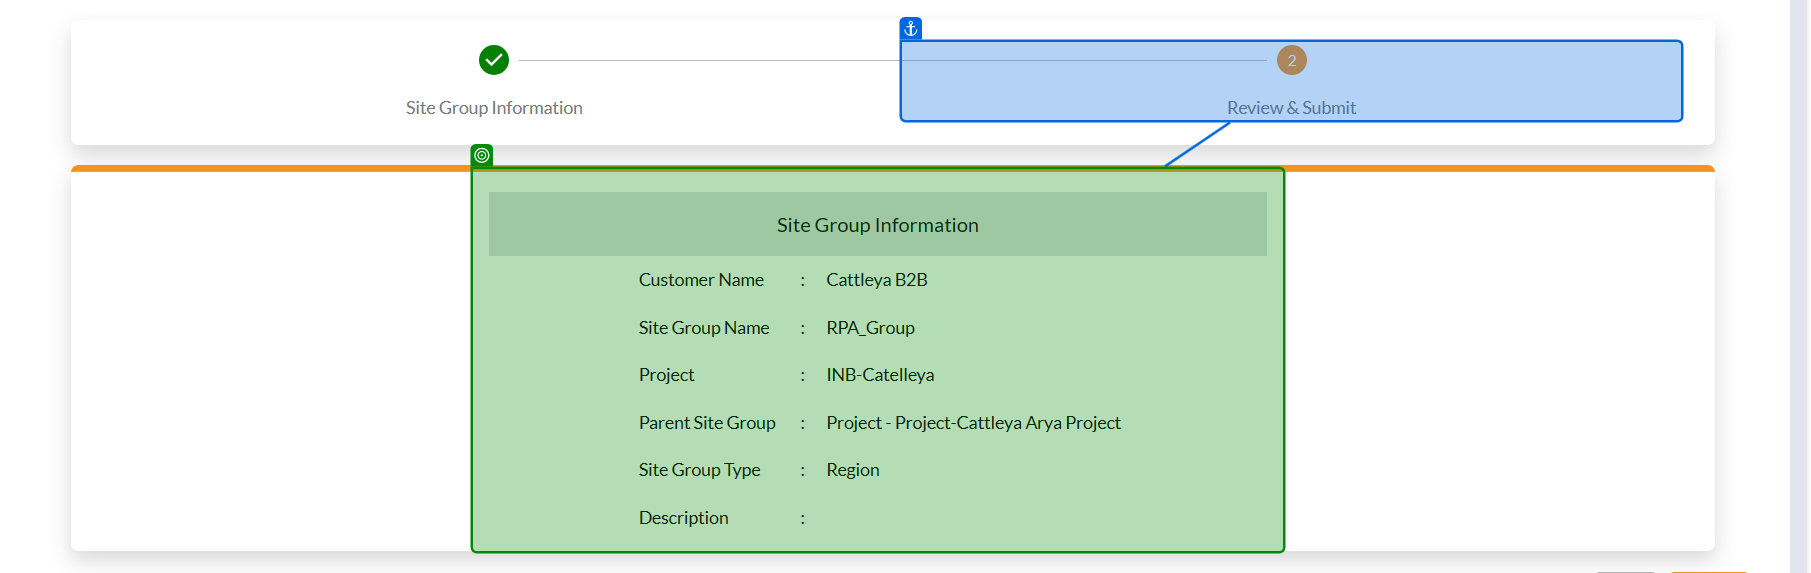 2
Site Group Information
Review & Submit
Site Group Information
Customer Name : Cattleya B2B
Site Group Name : RPA_Group
Project : INB-Catelleya
Parent Site Group : Project - Project-Cattleya Arya Project
Site Group Type : Region
Description :